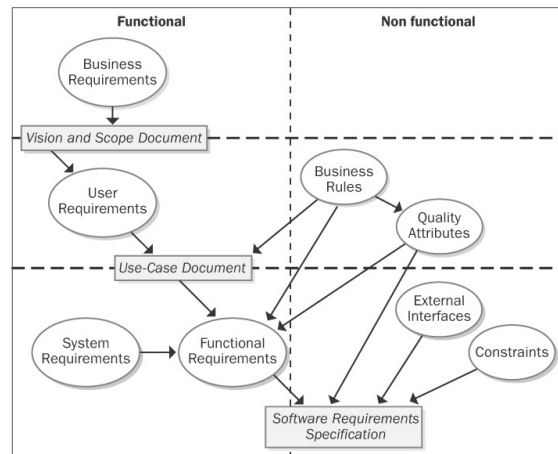 Functional
Non functional
Business
Requirements
Vision and Scope Document
User
Requirements
Business
Rules
Quality
Attributes
Use-Case Document
System
Requirements
Functional
Requirements
External
Interfaces
Constraints
Software Requirements
Specification